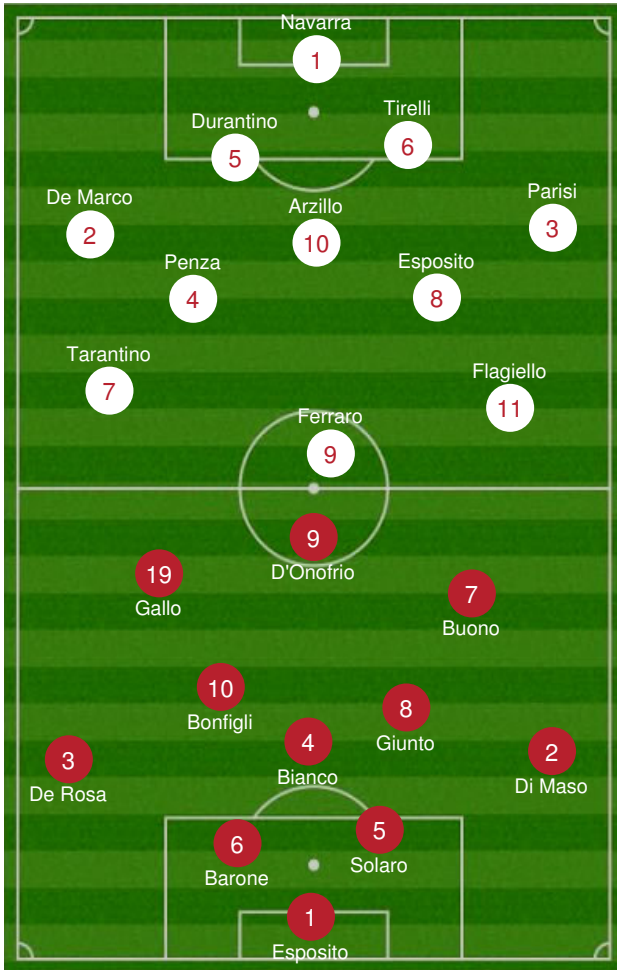 Navarra
1
Durantino
5
Tirelli
6
De Marco
2
Arzillo
10
Parisi
3
Penza
4
Esposito
8
Tarantino
7
Flagiello
11
Ferraro
9
9
D'Onofrio
19
Gallo
7
Buono
10
Bonfigli
8
Giunto
4
Bianco
3
De Rosa
2
Di Maso
6
Barone
5
Solaro
1
Esposito